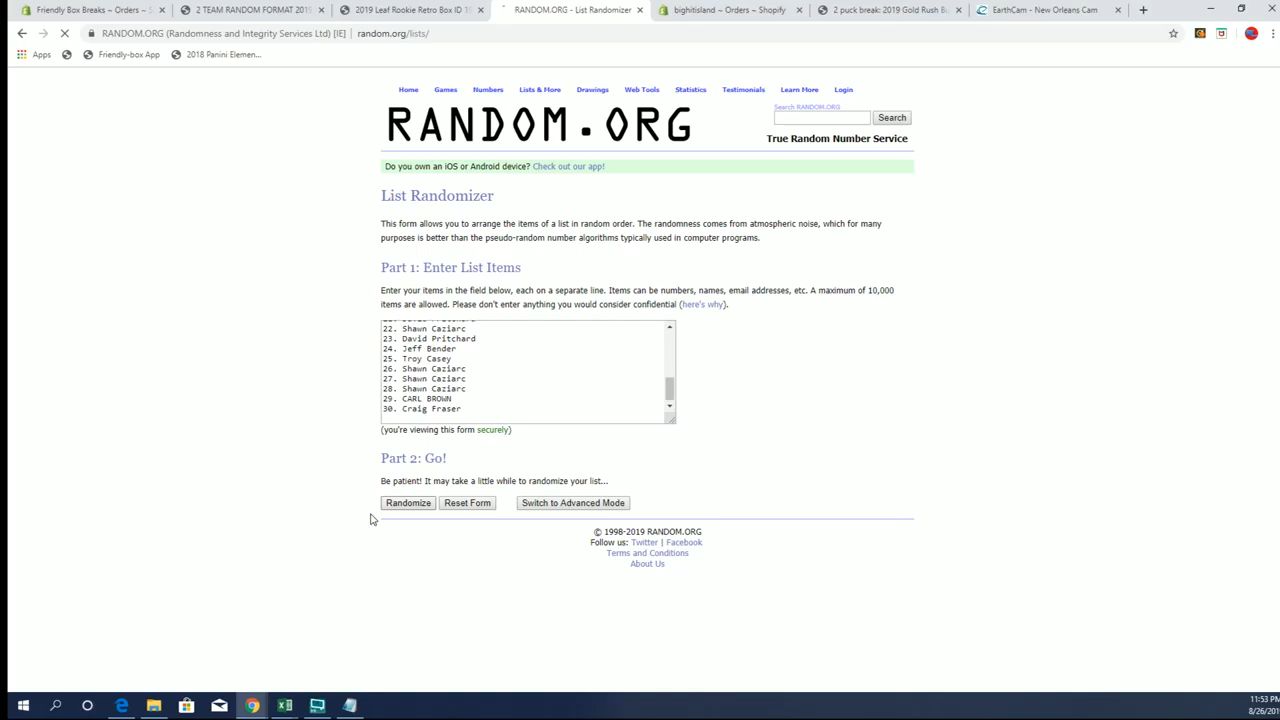 Friendly Box Breaks ~ Orders ~ S
2 TEAM RANDOM FORMAT 2019
2019 Leaf Rookie Retro Box ID 10
RANDOM.ORG - List Randomizer
bighitisland ~ Orders ~ Shopify
2 puck break: 2019 Gold Rush B
EarthCam - New Orleans Cam
RANDOM.ORG (Randomness and Integrity Services Ltd) [IE] | random.org/lists/
Apps
Friendly-box App
2018 Panini Elemen...
Home Games Numbers Lists & More Drawings Web Tools Statistics Testimonials Learn More Login
RANDOM.ORG
Search RANDOM.ORG
Search
True Random Number Service
Do you own an iOS or Android device? Check out our app!
List Randomizer
This form allows you to arrange the items of a list in random order. The randomness comes from atmospheric noise, which for many
purposes is better than the pseudo-random number algorithms typically used in computer programs.
Part 1: Enter List Items
Enter your items in the field below, each on a separate line. Items can be numbers, names, email addresses, etc. A maximum of 10,000
items are allowed. Please don't enter anything you would consider confidential (here's why).
22. Shawn Caziarc
23. David Pritchard
24. Jeff Bender
25. Troy Casey
26. Shawn Caziarc
27. Shawn Caziarc
28. Shawn Caziarc
29. CARL BROWN
30. Craig Fraser
(you're viewing this form securely)
Part 2: Go!
Be patient! It may take a little while to randomize your list...
Randomize Reset Form Switch to Advanced Mode
© 1998-2019 RANDOM.ORG
Follow us: Twitter | Facebook
Terms and Conditions
About Us
11:53 PM
8/26/201